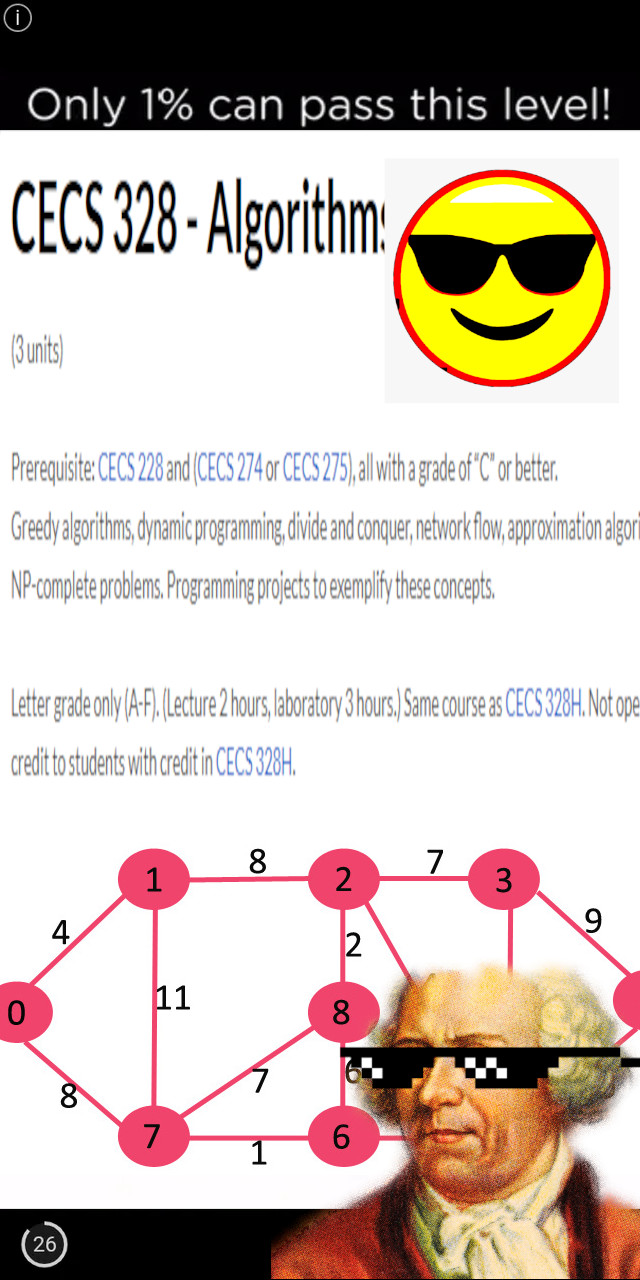 Only 1% can pass this level!
CECS 328 - Algorithms
(3 units)
Prerequisite: CECS 228 and (CECS 274 or CECS 275), all with a grade of “C” or better.
Greedy algorithms, dynamic programming, divide and conquer, network flow, approximation algori
NP-complete problems. Programming projects to exemplify these concepts.
Letter grade only (A-F). (Lecture 2 hours, laboratory 3 hours.) Same course as CECS 328H. Not ope
credit to students with credit in CECS 328H.
8 7
1 2 3
4 2 9
11
0 8
7 6
8
7 6
1
26